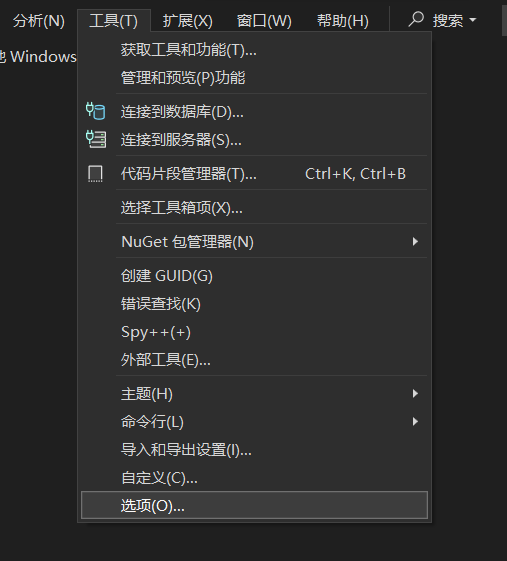 分析(N) 工具(T) 扩展(X) 窗口(W) 帮助(H) 搜索
Windows
获取工具和功能(T)...
管理和预览(P)功能
连接到数据库(D)...
连接到服务器(S)...
代码片段管理器(T)... Ctrl+K, Ctrl+B
选择工具箱项(X)...
NuGet 包管理器(N)
创建 GUID(G)
错误查找(K)
Spy++(+)
外部工具(E)...
主题(H)
命令行(L)
导入和导出设置(I)...
自定义(C)...
选项(O)...